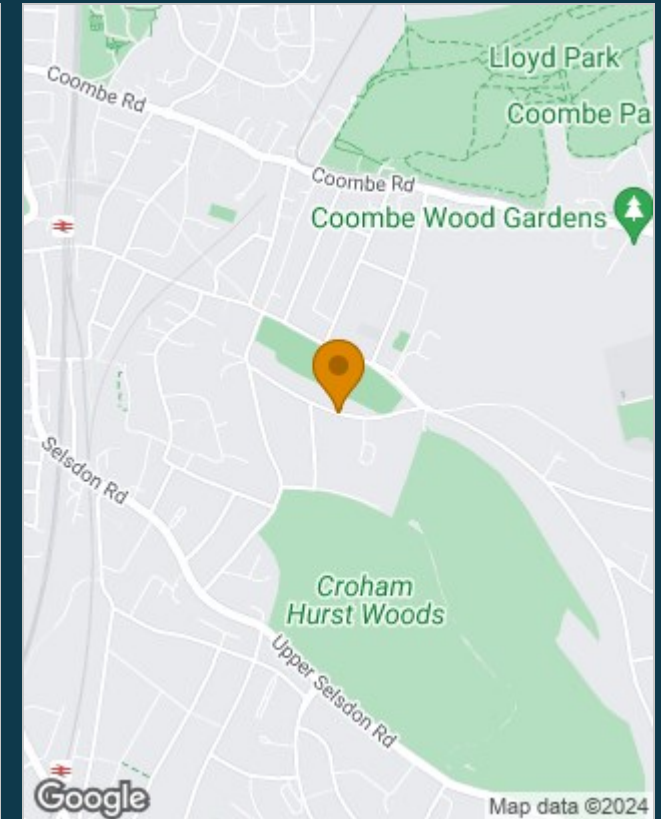 Lloyd Park
Coombe Rd
Coombe Pa
Coombe Rd
Coombe Wood Gardens
Selsdon Rd
Croham
Hurst Woods
Upper Selsdon Rd
Google
Map data ©2024